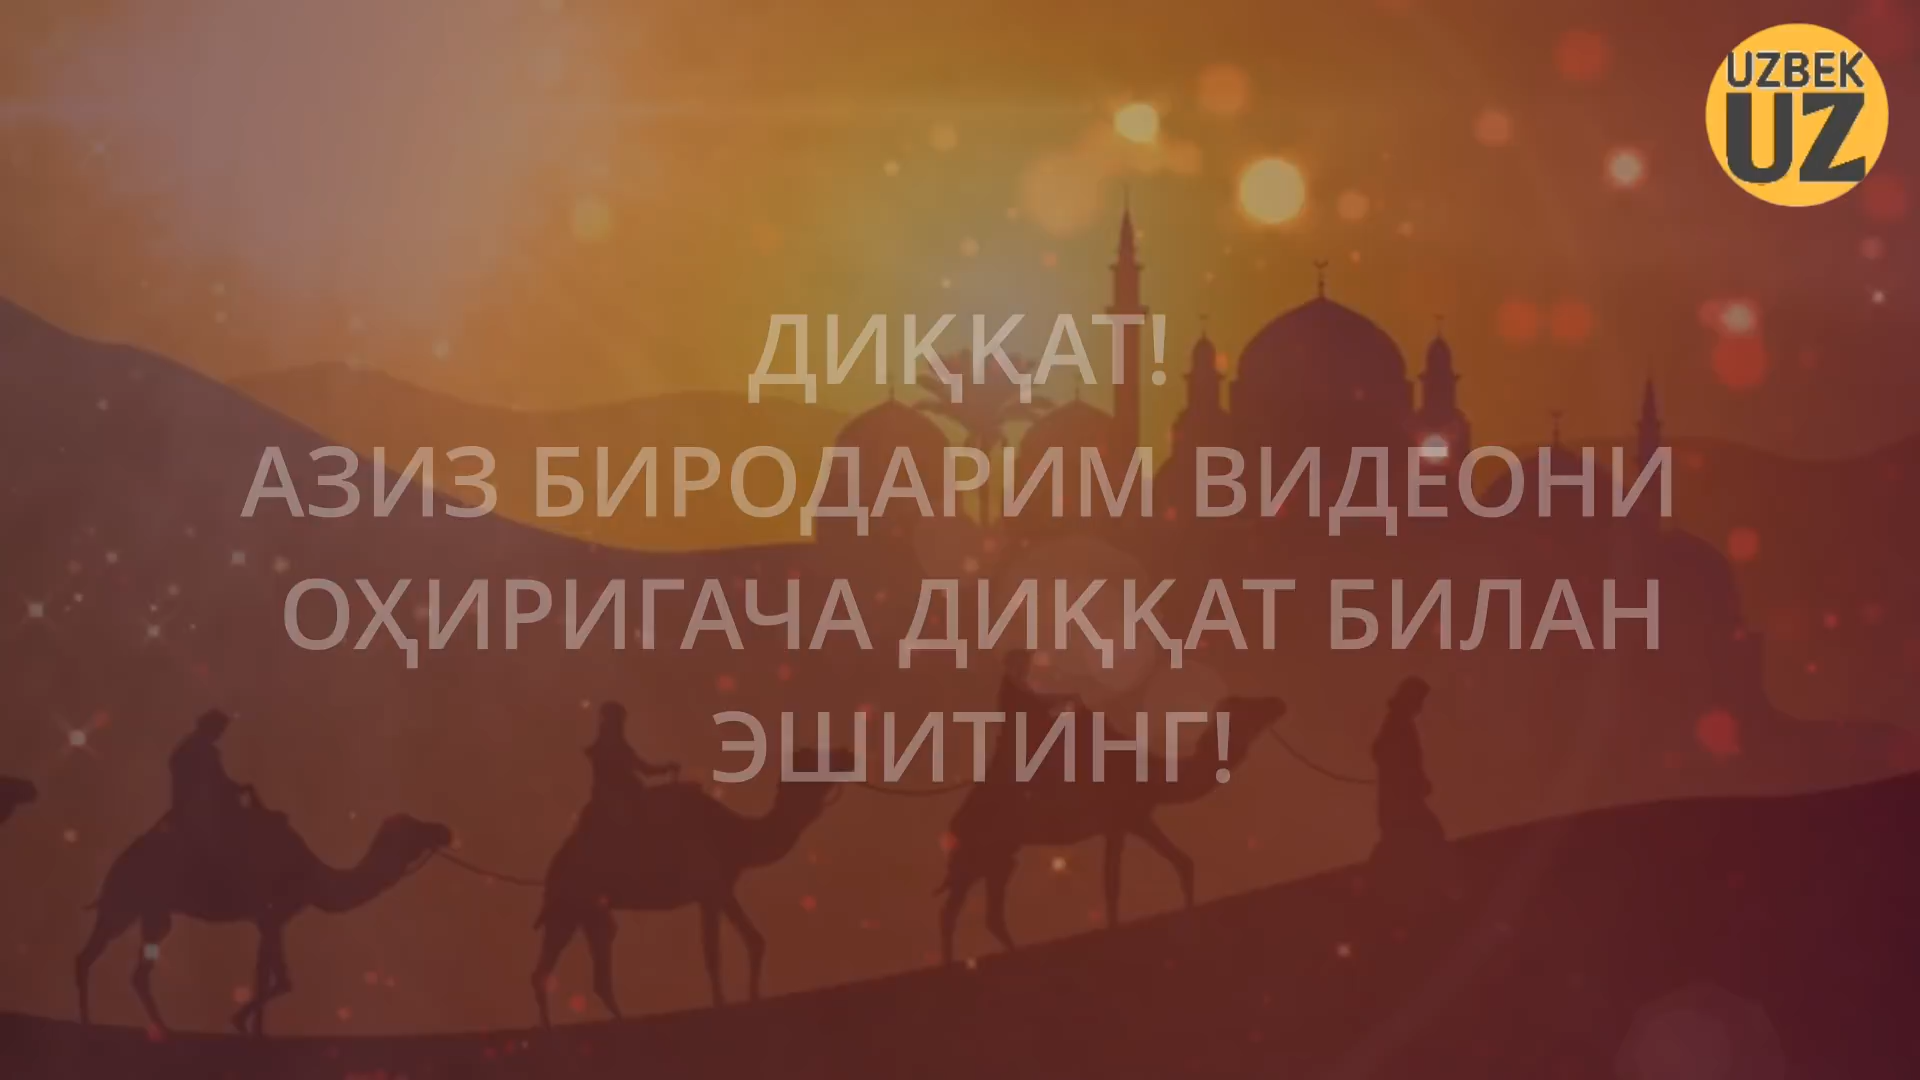 UZBEK
UZ
ДИҚҚАТ!
АЗИЗ БИРОДАРИМ ВИДЕОНИ
ОҲИРИГАЧА ДИҚҚАТ БИЛАН
ЭШИТИНГ!